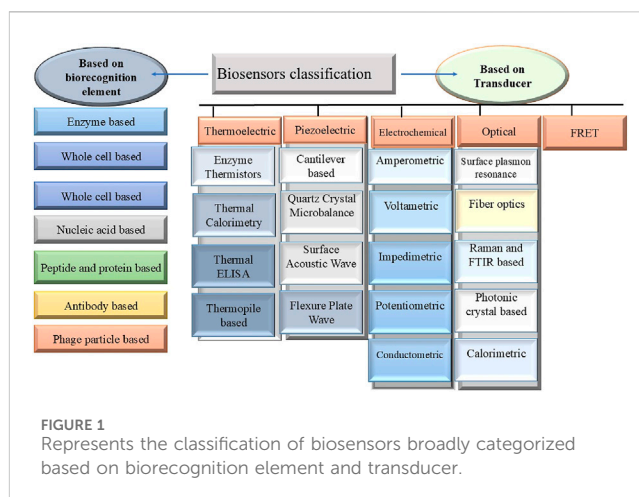 Based on
biorecognition
element
Biosensors classification
Based on
Transducer
Enzyme based
Whole cell based
Whole cell based
Nucleic acid based
Peptide and protein based
Antibody based
Phage particle based
Thermoelectric
Enzyme
Thermistors
Thermal
Calorimetry
Thermal
ELISA
Thermopile
based
Piezoelectric
Cantilever
based
Quartz Crystal
Microbalance
Surface
Acoustic Wave
Flexure Plate
Wave
Electrochemical
Amperometric
Voltametric
Impedimetric
Potentiometric
Conductometric
Optical
Surface plasmon
resonance
Fiber optics
Raman and
FTIR based
Photonic
crystal based
Calorimetric
FRET
FIGURE 1
Represents the classification of biosensors broadly categorized
based on biorecognition element and transducer.